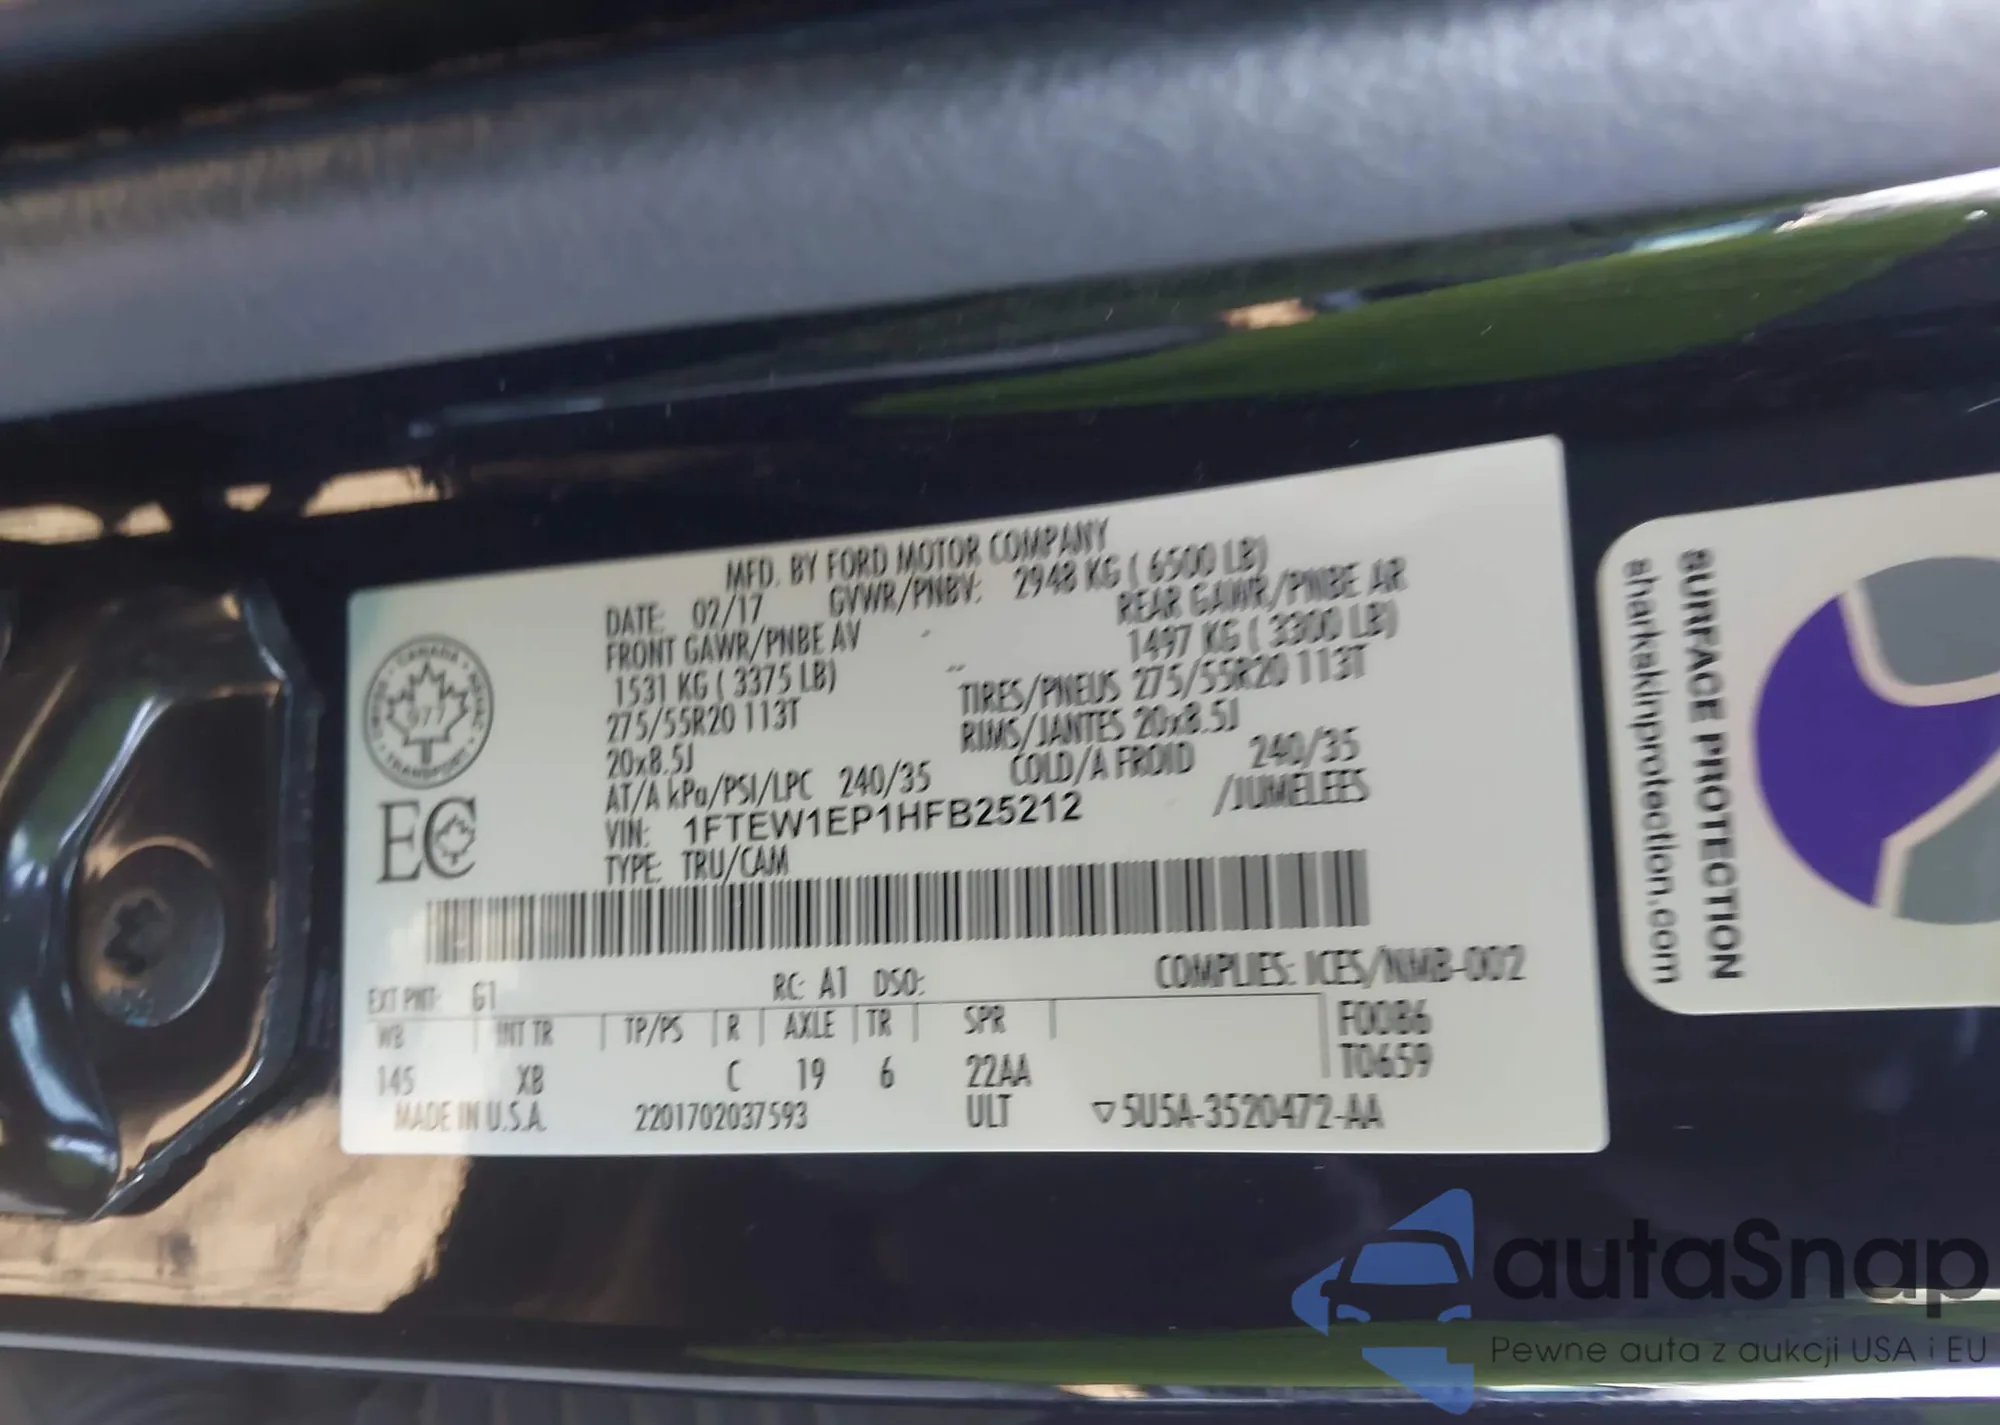 MFD. BY FORD MOTOR COMPANY
DATE: 02/17 GVWR/PNBV: 2948 KG ( 6500 LB)
FRONT GAWR/PNBE AV REAR GAWR/PNBE AR
1531 KG ( 3375 LB) 1497 KG ( 3300 LB)
275/55R20 113T TIRES/PNEUS 275/55R20 113T
20x8.5J RIMS/JANTES 20x8.5J
AT/A kPa/PSI/LPC 240/35 COLD/A FROID 240/35
VIN: 1FTEW1EP1HFB25212 /JUMELEES
TYPE: TRU/CAM
CANADA
977
TRANSPORT
EC
EXT PNT: G1 RC: A1 DSO: COMPLIES: ICES/NMB-002
WB INT TR TP/PS R AXLE TR SPR F0086
145 XB C 19 6 22AA T0659
MADE IN U.S.A. 2201702037593 ULT 5U5A-3520472-AA
SURFACE PROTECTION
sharkskinprotection.com
autaSnap
Pewne auta z aukcji USA i EU